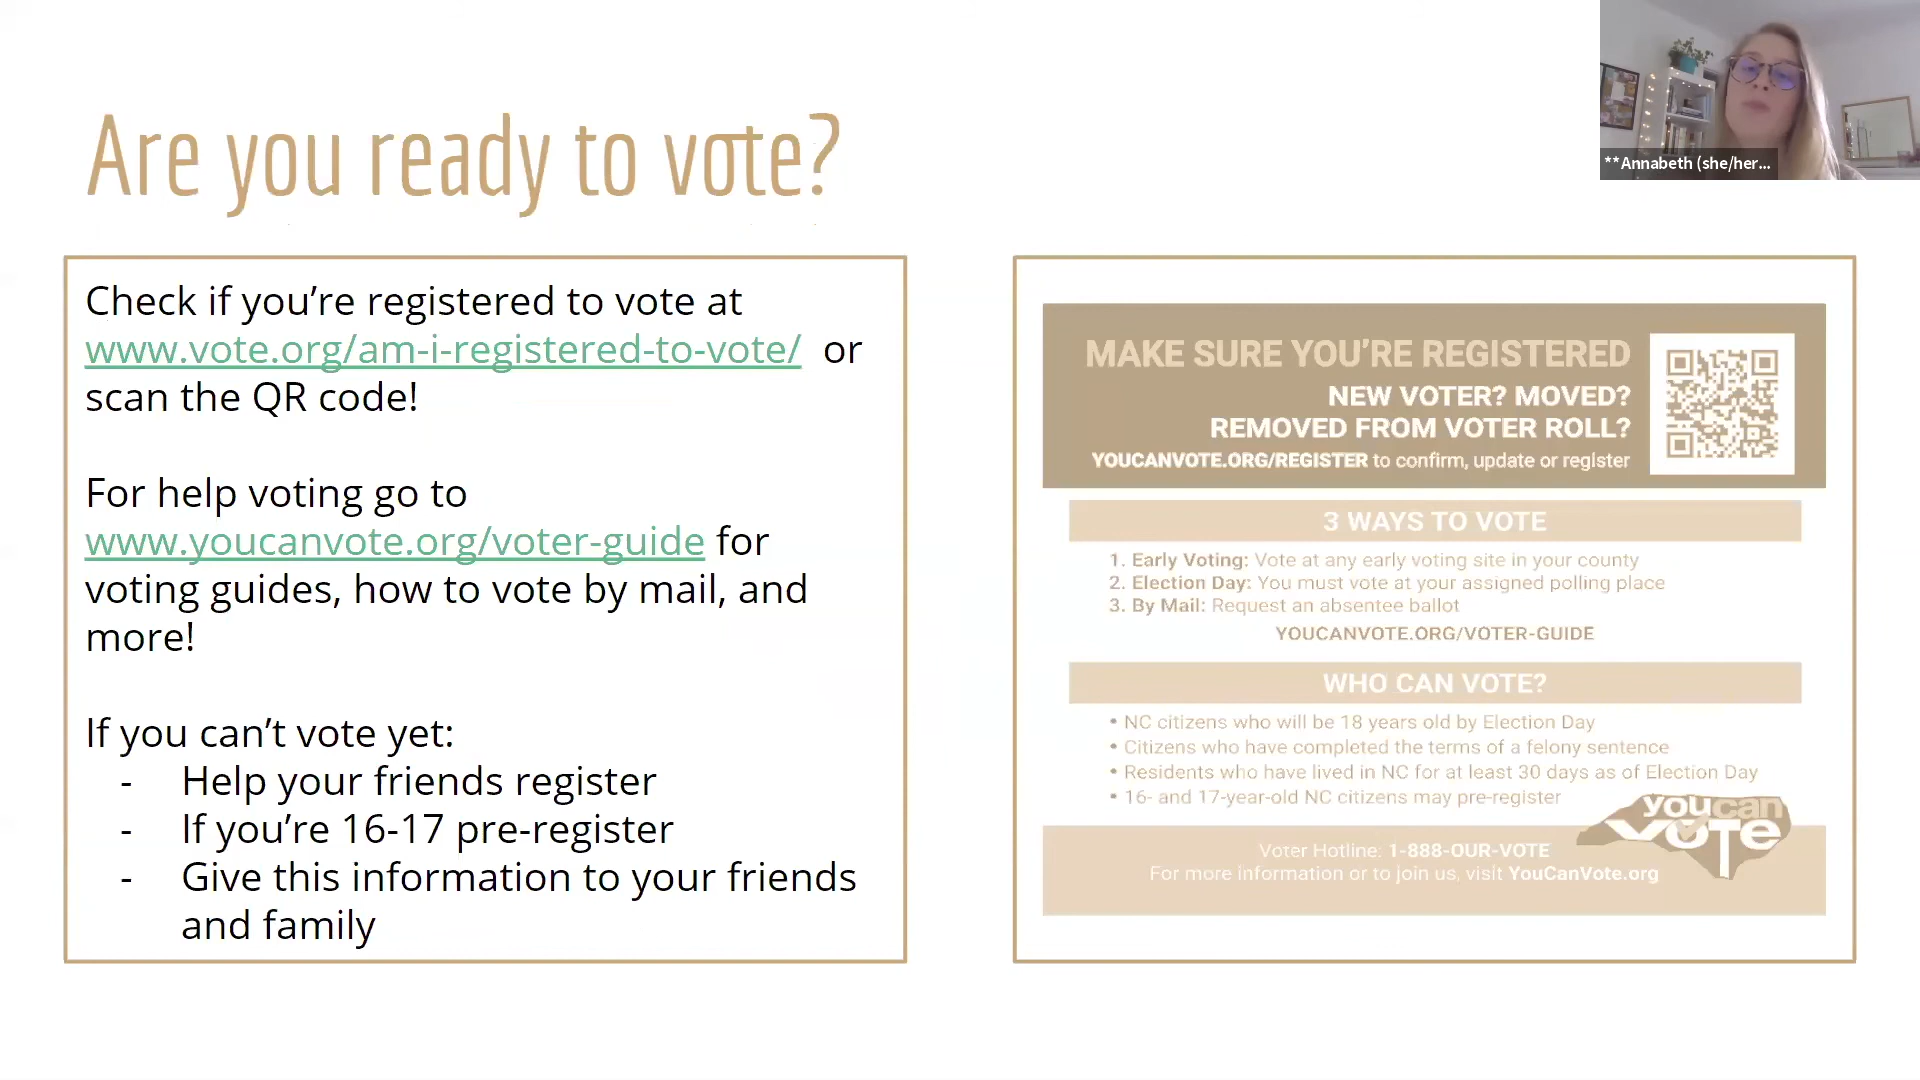 Are you ready to vote?
**Annabeth (she/her...
Check if you’re registered to vote at
www.vote.org/am-i-registered-to-vote/ or
scan the QR code!
For help voting go to
www.youcanvote.org/voter-guide for
voting guides, how to vote by mail, and
more!
If you can’t vote yet:
- Help your friends register
- If you’re 16-17 pre-register
- Give this information to your friends
and family
MAKE SURE YOU’RE REGISTERED
NEW VOTER? MOVED?
REMOVED FROM VOTER ROLL?
YOUCANVOTE.ORG/REGISTER to confirm, update or register
3 WAYS TO VOTE
1. Early Voting: Vote at any early voting site in your county
2. Election Day: You must vote at your assigned polling place
3. By Mail: Request an absentee ballot
YOUCANVOTE.ORG/VOTER-GUIDE
WHO CAN VOTE?
• NC citizens who will be 18 years old by Election Day
• Citizens who have completed the terms of a felony sentence
• Residents who have lived in NC for at least 30 days as of Election Day
• 16- and 17-year-old NC citizens may pre-register
youcan
VOTE
Voter Hotline: 1-888-OUR-VOTE
For more information or to join us, visit YouCanVote.org